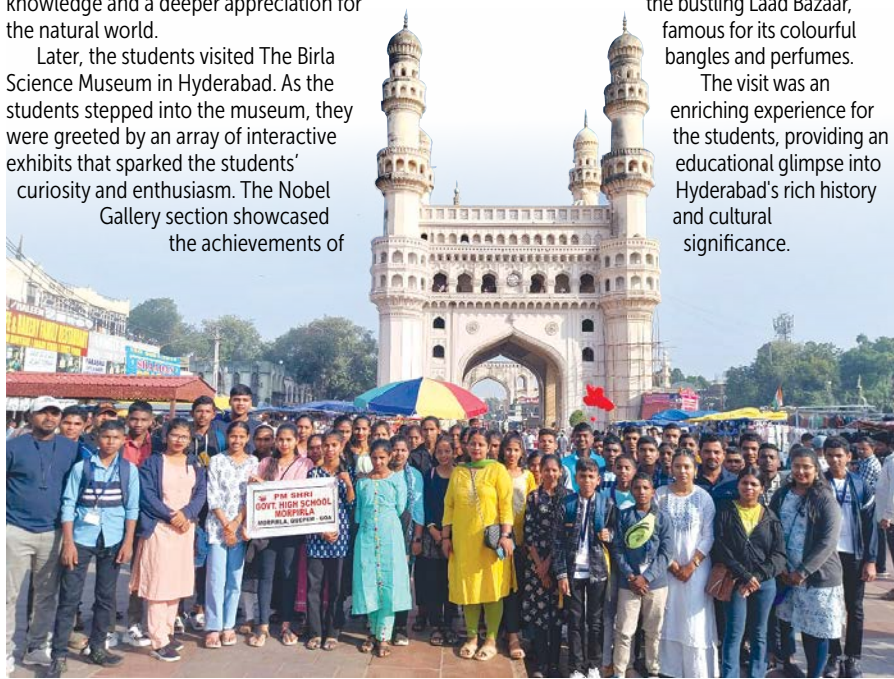 knowledge and a deeper appreciation for
the natural world.
Later, the students visited The Birla
Science Museum in Hyderabad. As the
students stepped into the museum, they
were greeted by an array of interactive
exhibits that sparked the students'
curiosity and enthusiasm. The Nobel
Gallery section showcased
the achievements of
the bustling Laad Bazaar,
famous for its colourful
bangles and perfumes.
The visit was an
enriching experience for
the students, providing an
educational glimpse into
Hyderabad's rich history
and cultural
significance.
PM SHRI
GOVT. HIGH SCHOOL
MORPIRLA
MORPIRLA, QUEPEM - GOA